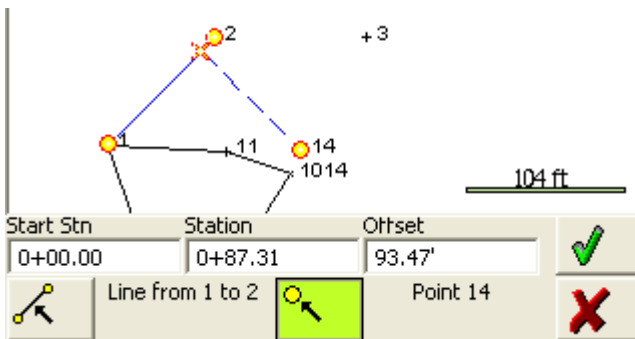 2
3
1
11
14
1014
104 ft
Start Stn Station Offset
0+00.00 0+87.31 93.47'
Line from 1 to 2 Point 14